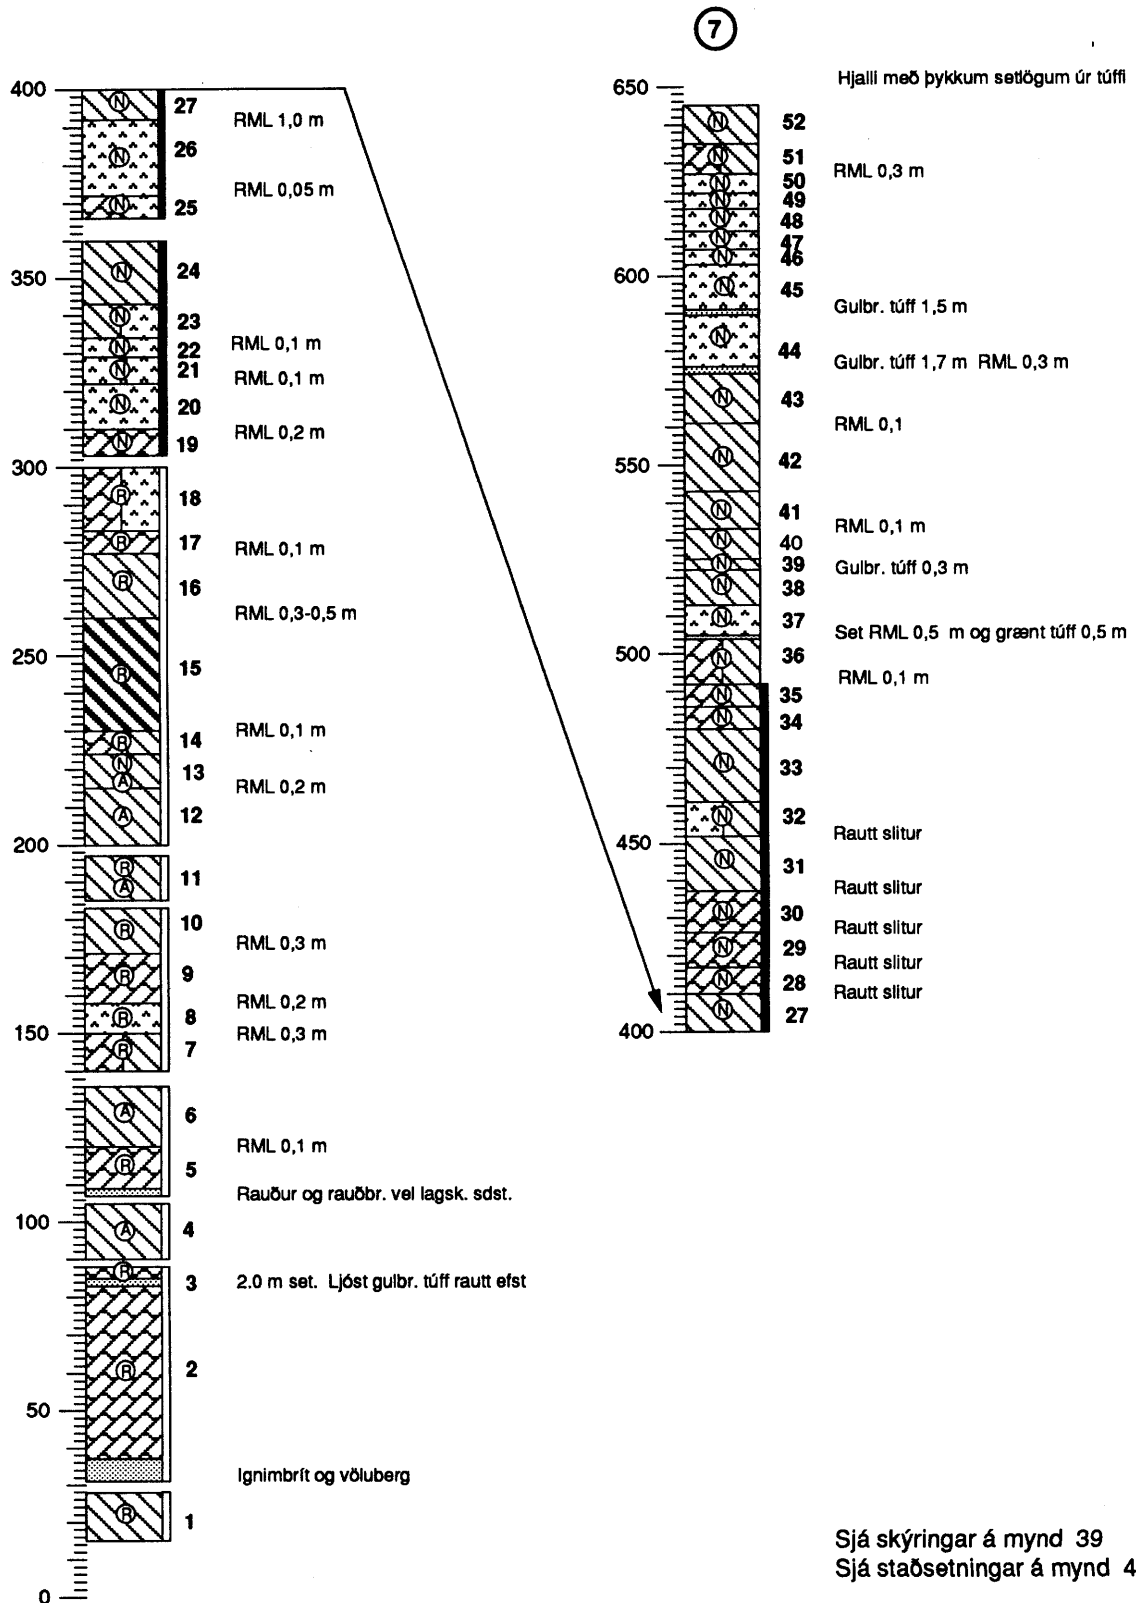 7
Hjalli með þykkum setlögum úr túffi
400
N
27
RML 1,0 m
N
26
RML 0,05 m
N
25
350
N
24
N
23
RML 0,1 m
N
22
N
21
RML 0,1 m
N
20
RML 0,2 m
N
19
300
R
18
R
17
RML 0,1 m
R
16
RML 0,3-0,5 m
250
R
15
RML 0,1 m
R
14
N
13
A
RML 0,2 m
A
12
200
R
11
A
R
10
RML 0,3 m
R
9
RML 0,2 m
R
8
RML 0,3 m
150
R
7
A
6
RML 0,1 m
R
5
Rauður og rauðbr. vel lagsk. sdst.
100
A
4
R
3
2.0 m set. Ljóst gulbr. túff rautt efst
R
2
50
Ignimbrít og völuberg
R
1
0
650
N
52
N
51
RML 0,3 m
N
50
N
49
N
48
N
47
N
46
600
N
45
Gulbr. túff 1,5 m
N
44
Gulbr. túff 1,7 m RML 0,3 m
N
43
RML 0,1
550
N
42
N
41
RML 0,1 m
N
40
N
39
Gulbr. túff 0,3 m
N
38
N
37
Set RML 0,5 m og grænt túff 0,5 m
500
N
36
RML 0,1 m
N
35
N
34
N
33
N
32
450
Rautt slitur
N
31
Rautt slitur
N
30
Rautt slitur
N
29
Rautt slitur
N
28
Rautt slitur
N
27
400
Sjá skýringar á mynd 39
Sjá staðsetningar á mynd 4